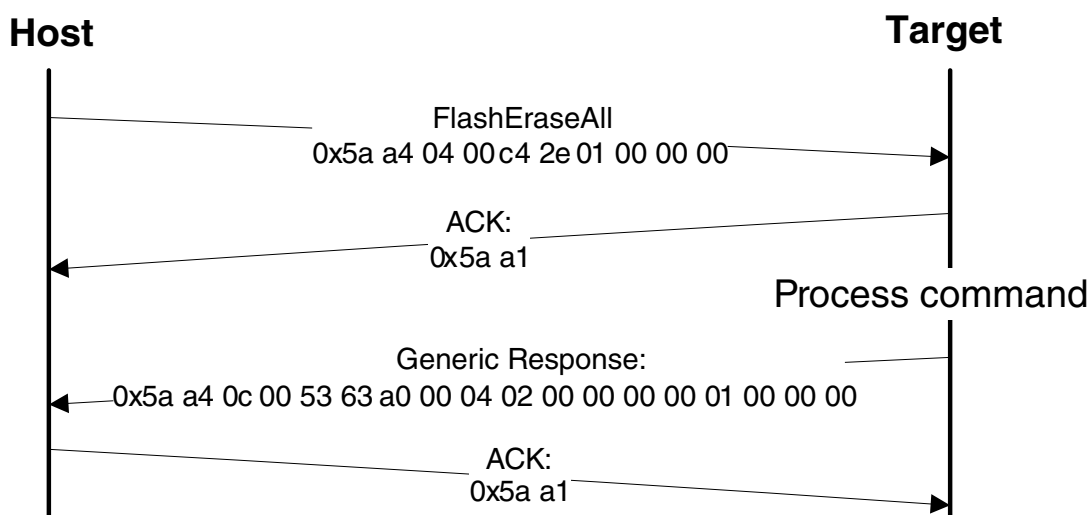 Host
Target
FlashEraseAll
0x5a a4 04 00 c4 2e 01 00 00 00
ACK:
0x5a a1
Process command
Generic Response:
0x5a a4 0c 00 53 63 a0 00 04 02 00 00 00 00 01 00 00 00
ACK:
0x5a a1